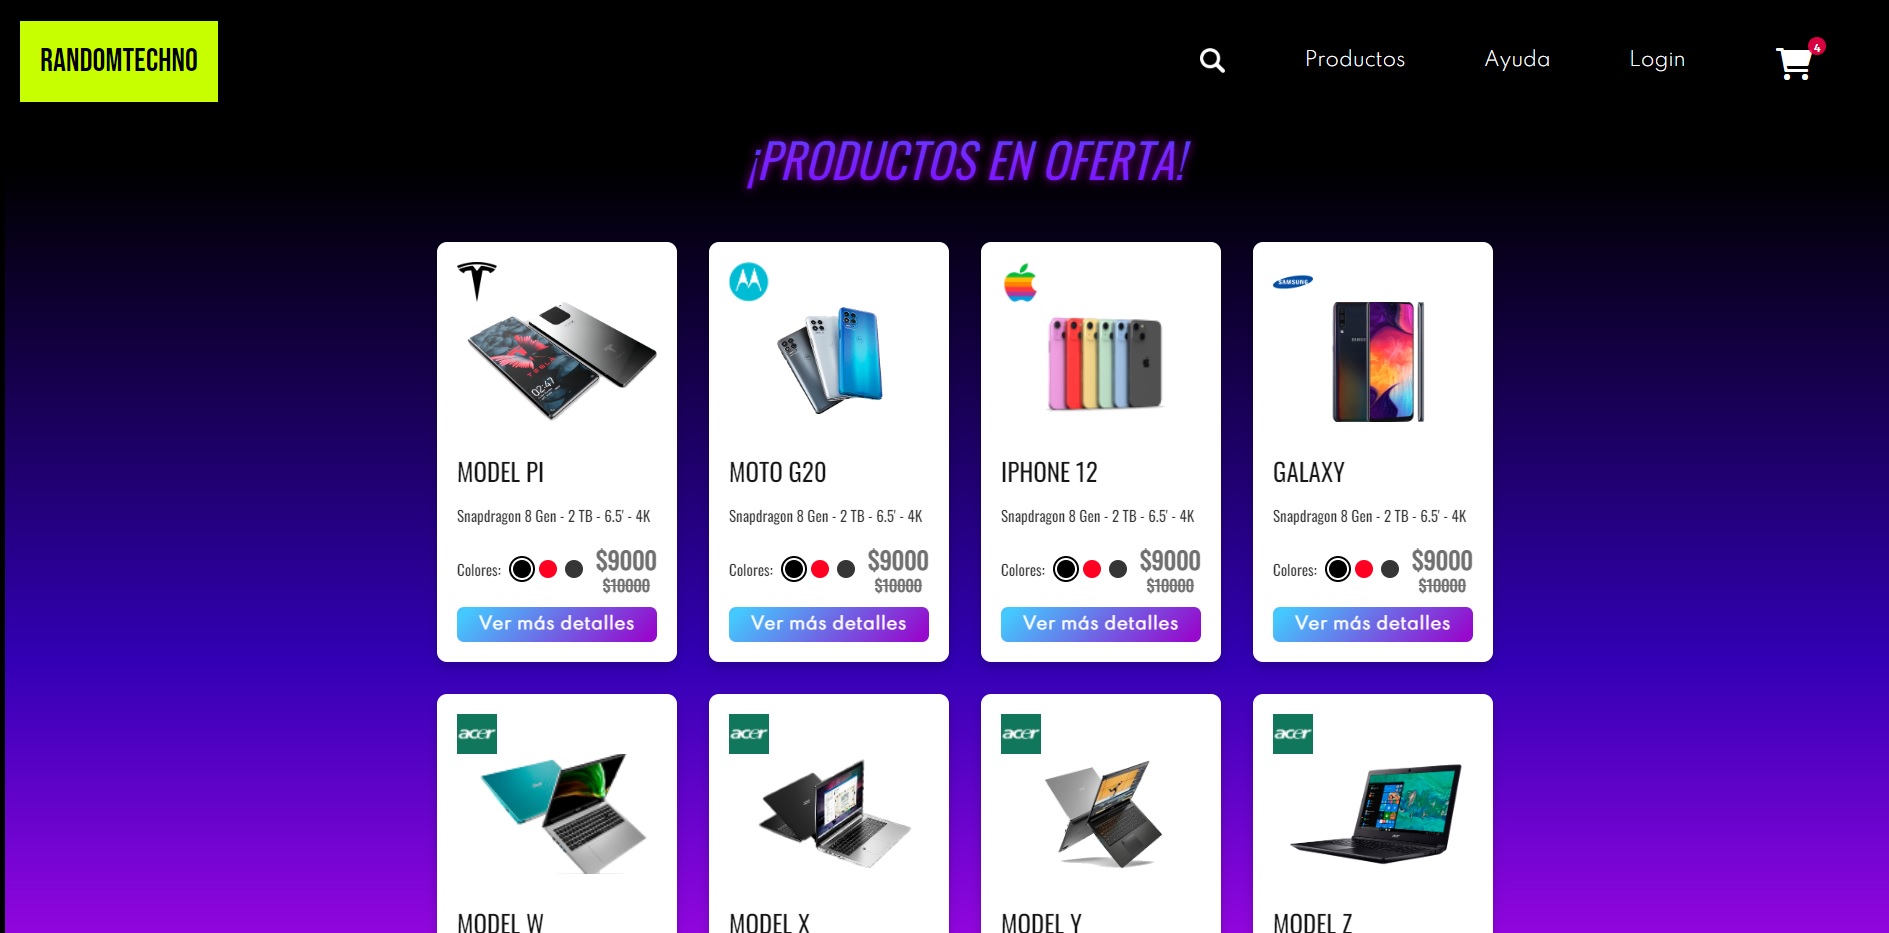 RANDOMTECHNO
Productos
Ayuda
Login
4
¡PRODUCTOS EN OFERTA!
SAMSUNG
TESLA
02:47
MODEL PI
MOTO G20
IPHONE 12
GALAXY
Snapdragon 8 Gen - 2 TB - 6.5' - 4K
Snapdragon 8 Gen - 2 TB - 6.5' - 4K
Snapdragon 8 Gen - 2 TB - 6.5' - 4K
Snapdragon 8 Gen - 2 TB - 6.5' - 4K
Colores:
$9000
$10000
Colores:
$9000
$10000
Colores:
$9000
$10000
Colores:
$9000
$10000
Ver más detalles
Ver más detalles
Ver más detalles
Ver más detalles
acer
acer
acer
acer
MODEL W
MODEL X
MODEL Y
MODEL Z